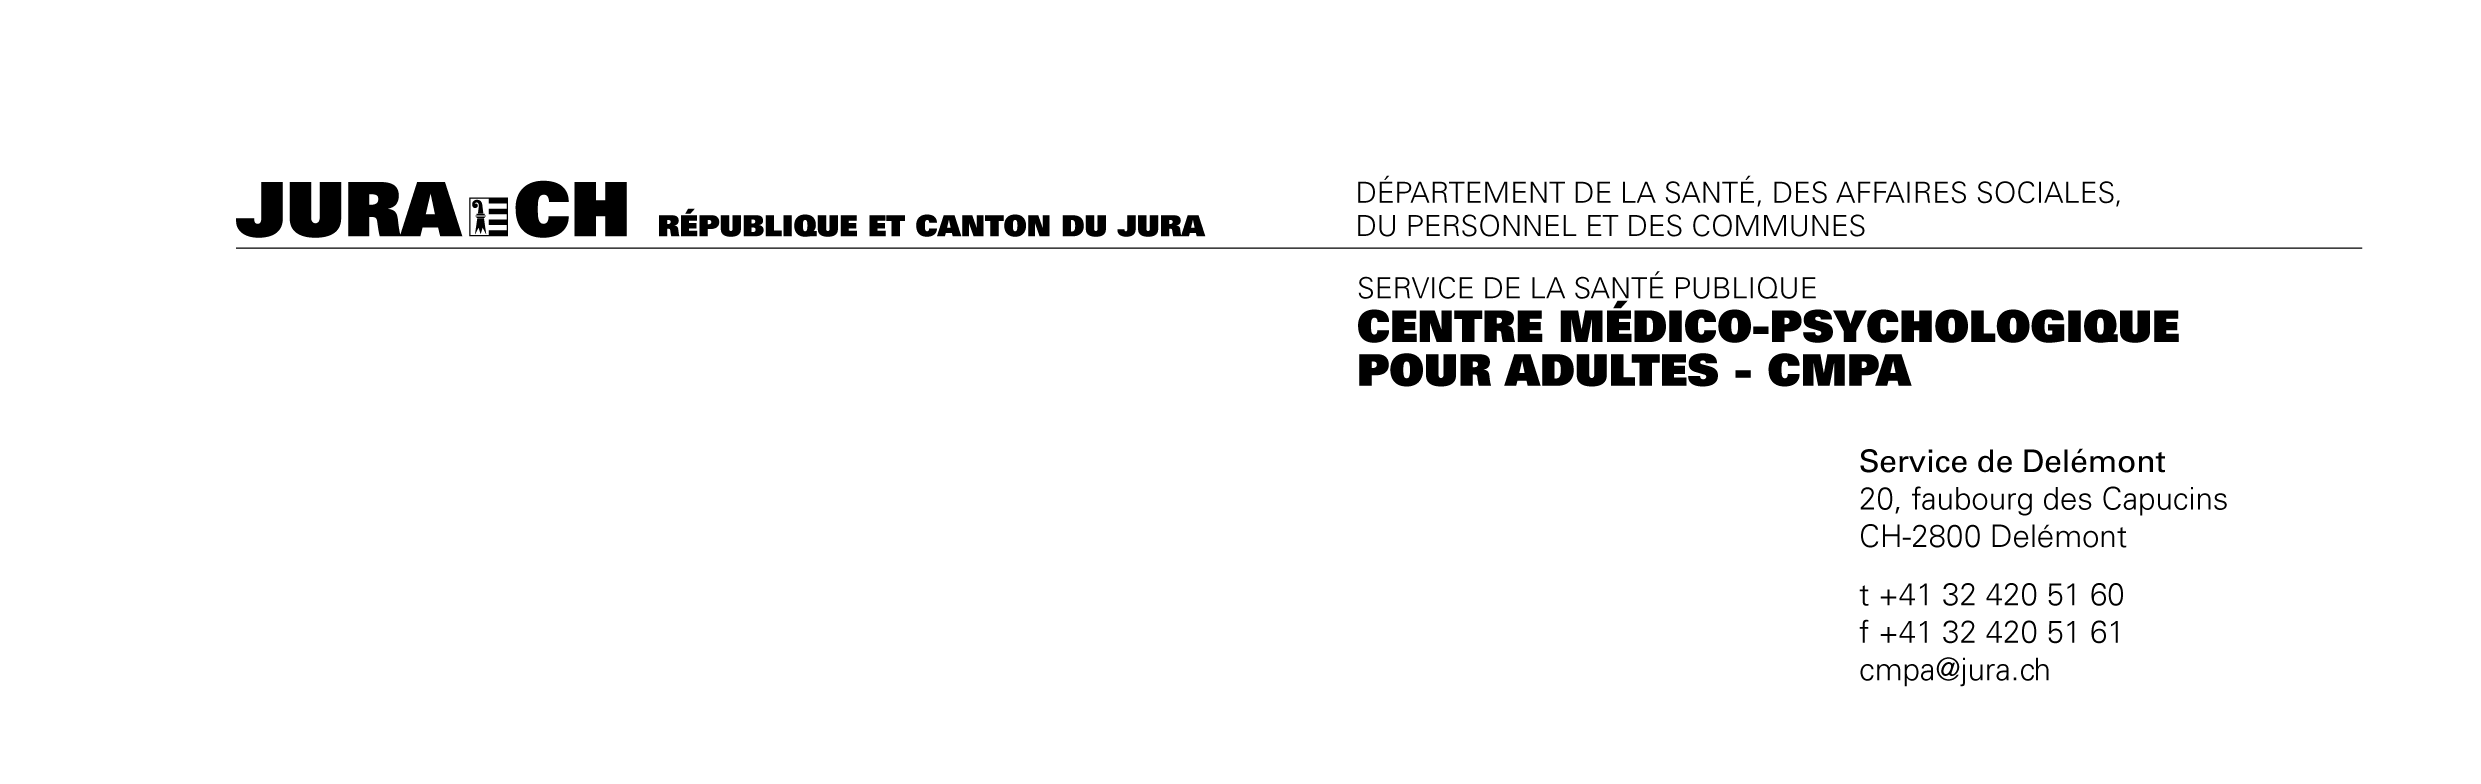 JURA CH RÉPUBLIQUE ET CANTON DU JURA
DÉPARTEMENT DE LA SANTÉ, DES AFFAIRES SOCIALES,
DU PERSONNEL ET DES COMMUNES
SERVICE DE LA SANTÉ PUBLIQUE
CENTRE MÉDICO-PSYCHOLOGIQUE
POUR ADULTES - CMPA
Service de Delémont
20, faubourg des Capucins
CH-2800 Delémont
t +41 32 420 51 60
f +41 32 420 51 61
cmpa@jura.ch